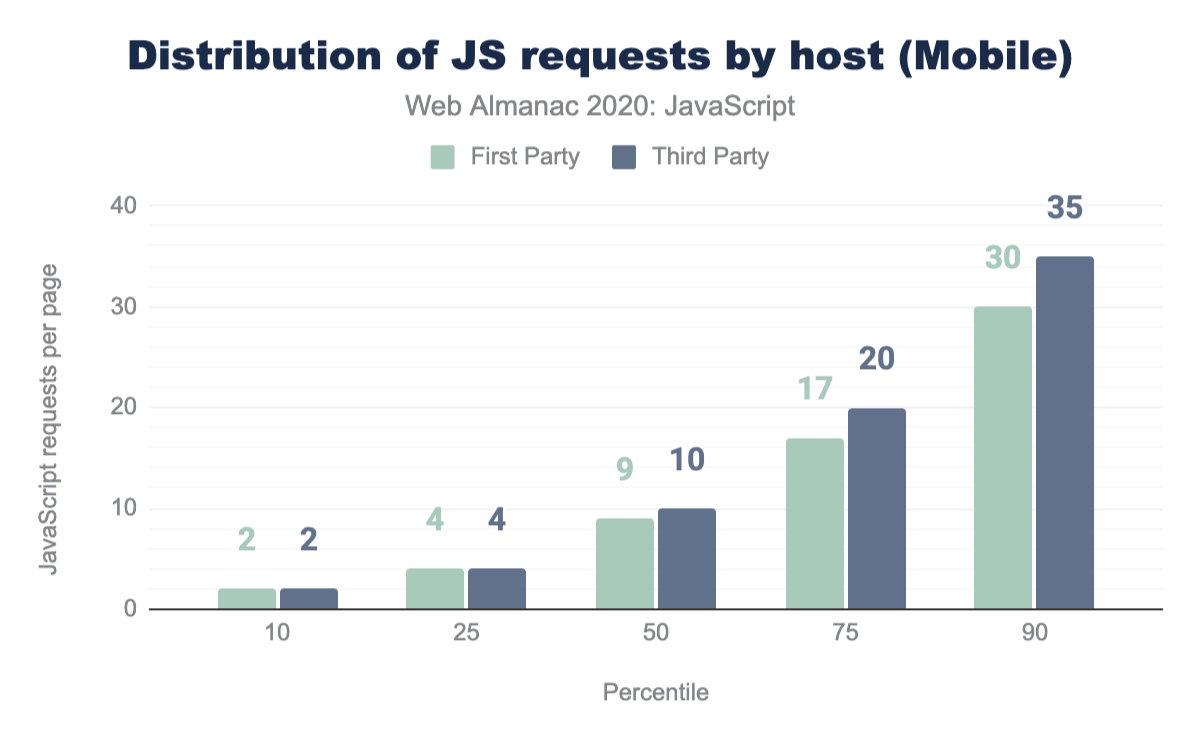 Distribution of JS requests by host (Mobile)
Web Almanac 2020: JavaScript
First Party Third Party
JavaScript requests per page
40
30
20
10
0
2 2
4 4
9 10
17 20
30 35
10 25 50 75 90
Percentile